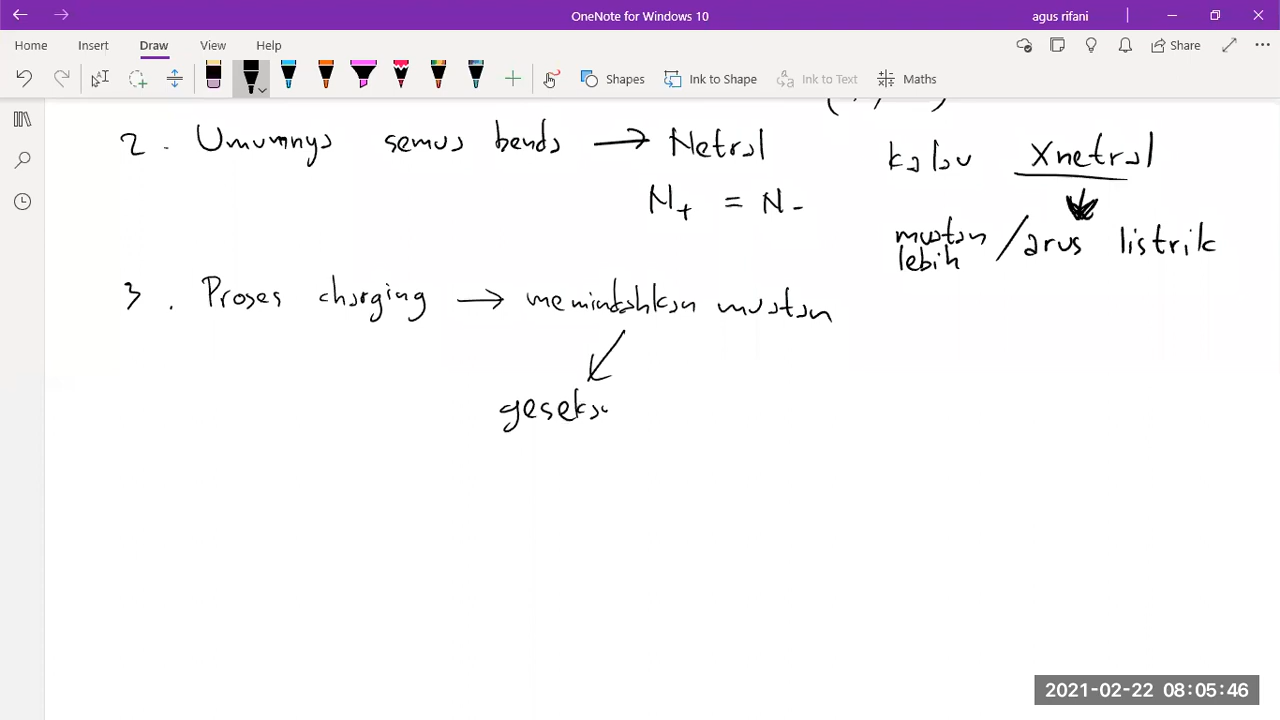 OneNote for Windows 10
agus rifani
Home Insert Draw View Help
Share
Shapes
Ink to Shape
Ink to Text
Maths
2. Umumnya semua benda → Netral
N+ = N-
kalau Xnetral
muatan lebih / arus listrik
3. Proses charging → memindahkan muatan
geseka
2021-02-22 08:05:46